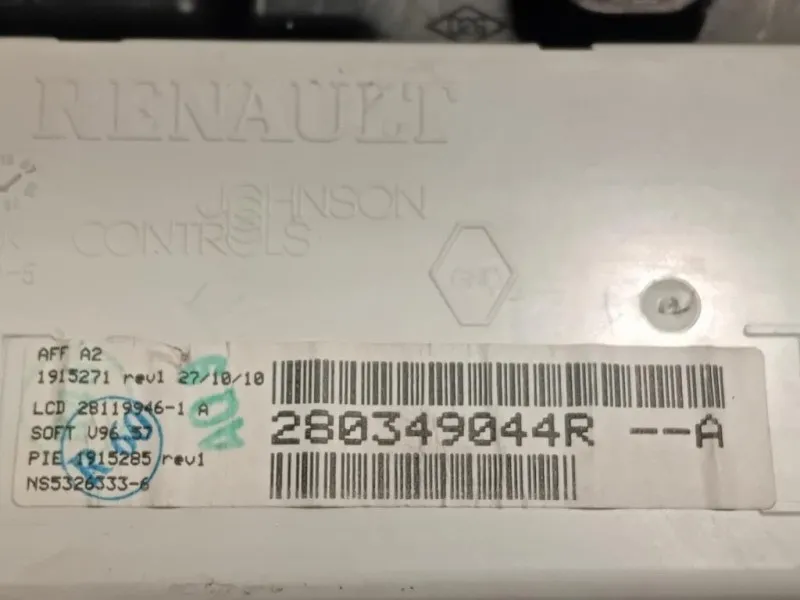 RENAULT
JOHNSON
CONTROLS
AFF A2
1915271 rev1 27/10/10
LCD 28119946-1 A
SOFT V96.37
PIE 1915285 rev1
NS5326333-6
280349044R --A